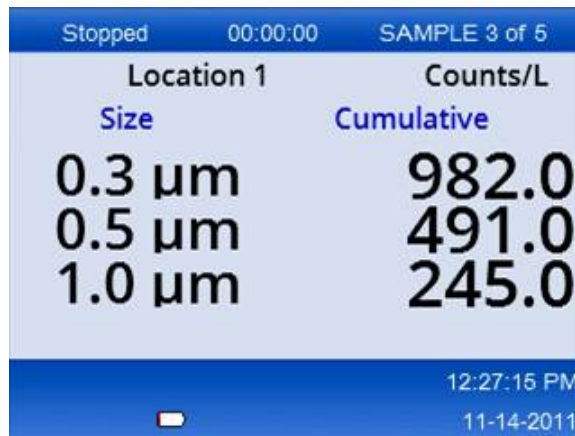 Stopped 00:00:00 SAMPLE 3 of 5
Location 1 Counts/L
Size Cumulative
0.3 µm 982.0
0.5 µm 491.0
1.0 µm 245.0
12:27:15 PM
11-14-2011